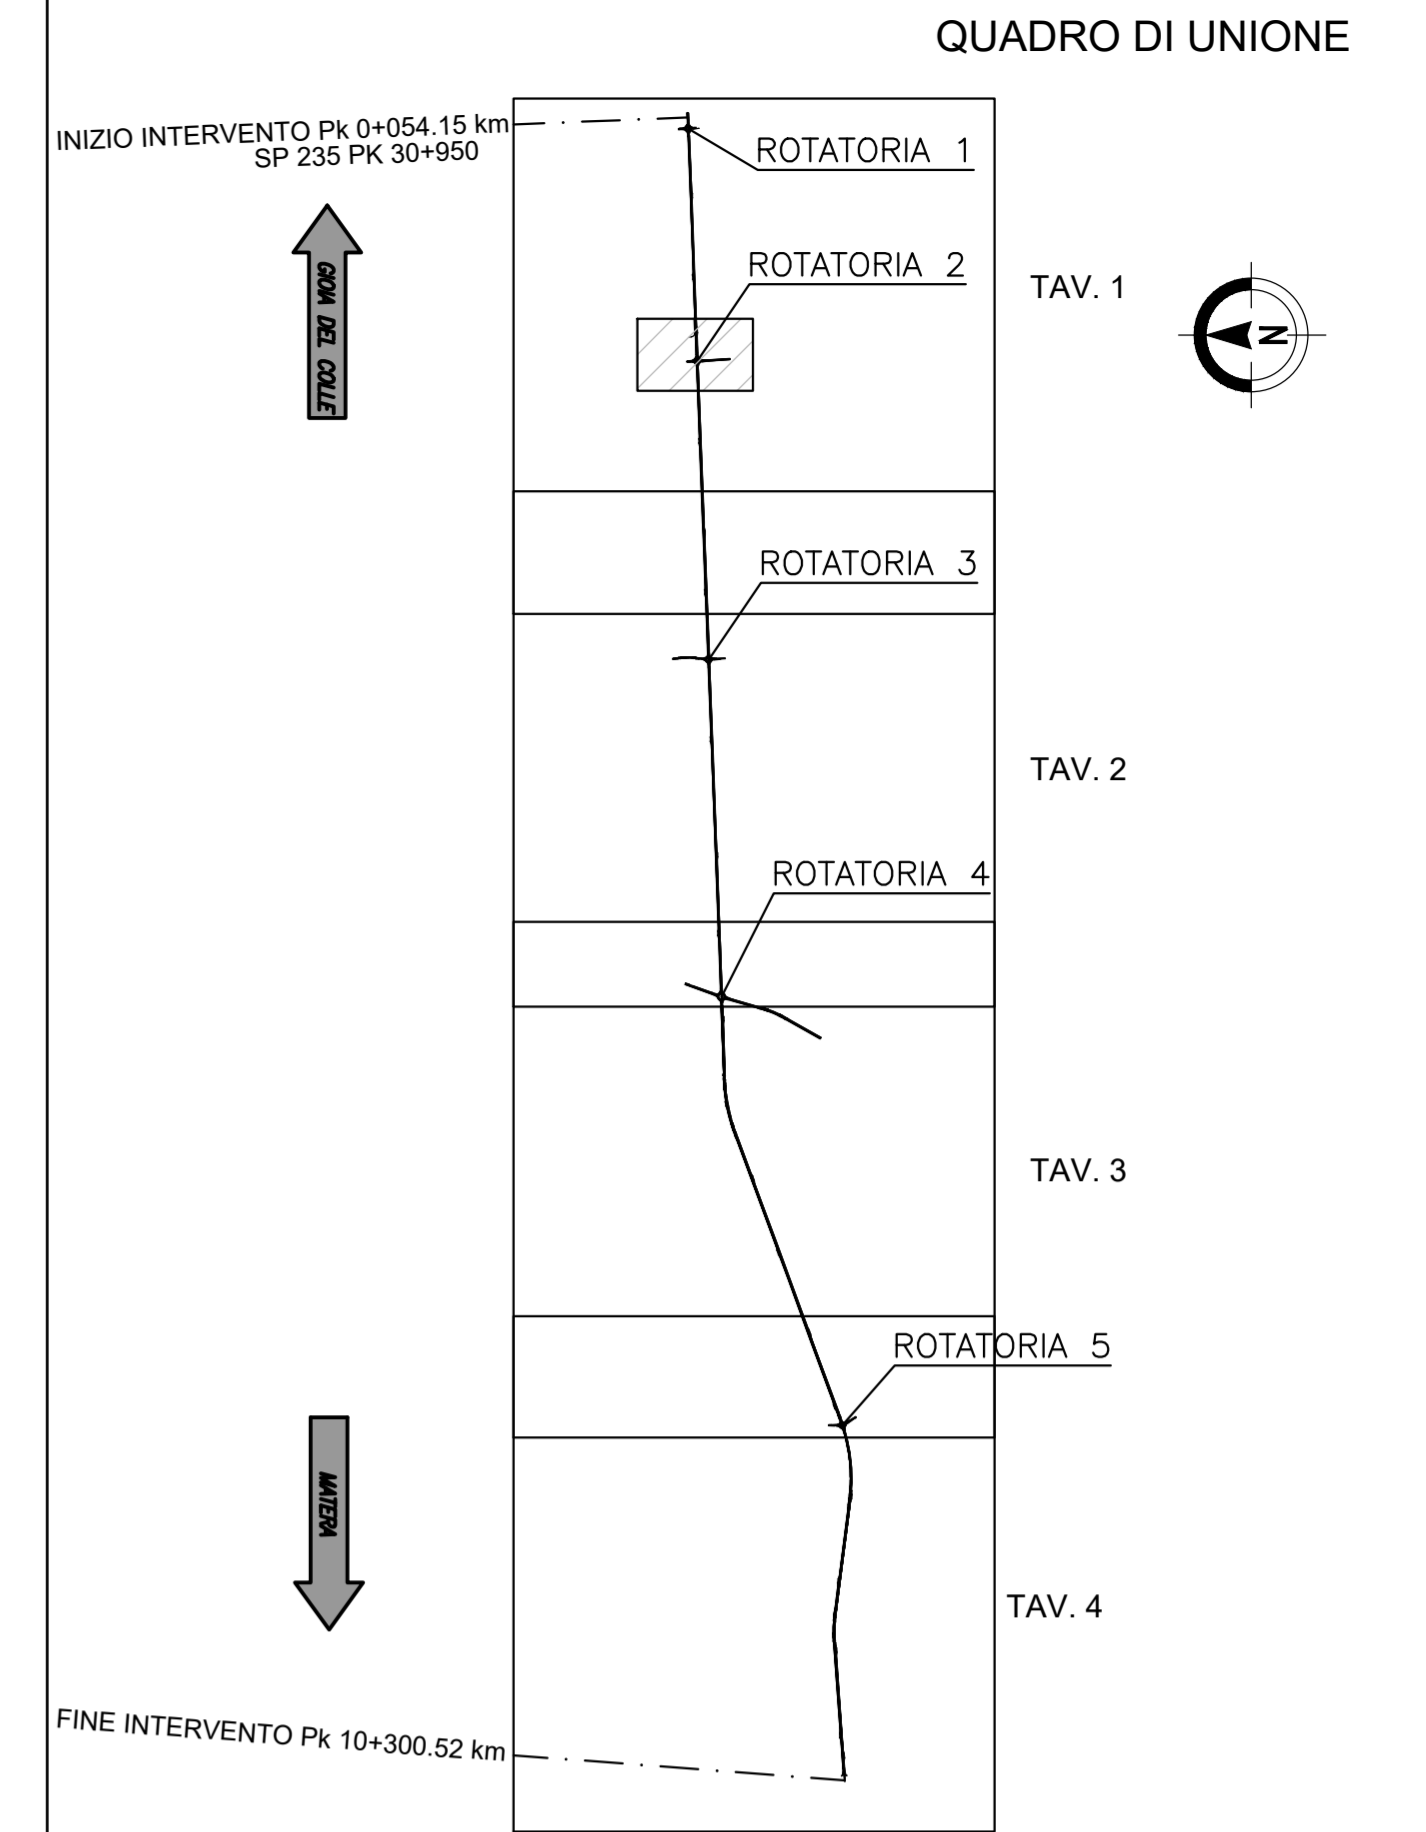 QUADRO DI UNIONE
INIZIO INTERVENTO Pk 0+054.15 km
SP 235 PK 30+950
ROTATORIA 1
GIOIA DEL COLLE
ROTATORIA 2
TAV. 1
N
ROTATORIA 3
TAV. 2
ROTATORIA 4
TAV. 3
ROTATORIA 5
MATERA
TAV. 4
FINE INTERVENTO Pk 10+300.52 km